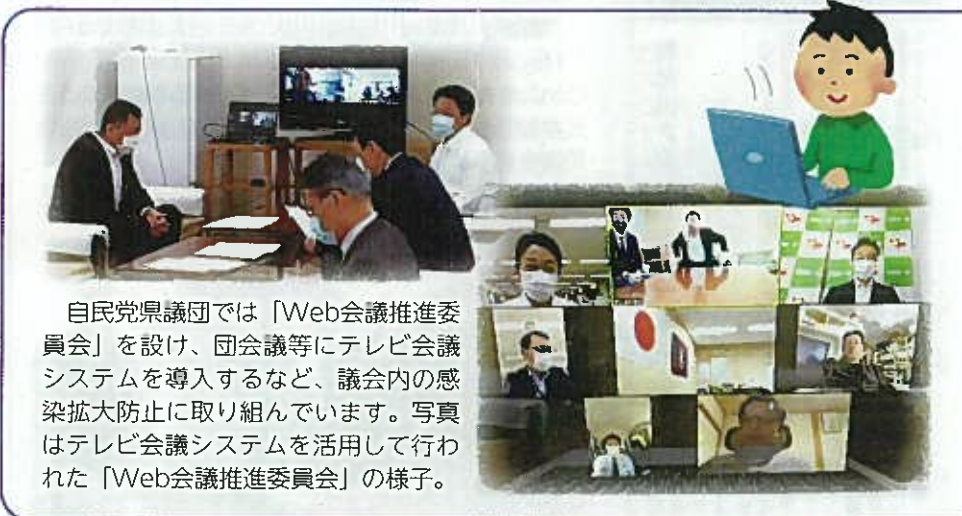 自民党県議団では「Web会議推進委
員会」を設け、団会議等にテレビ会議
システムを導入するなど、議会内の感
染拡大防止に取り組んでいます。写真
はテレビ会議システムを活用して行わ
れた「Web会議推進委員会」の様子。